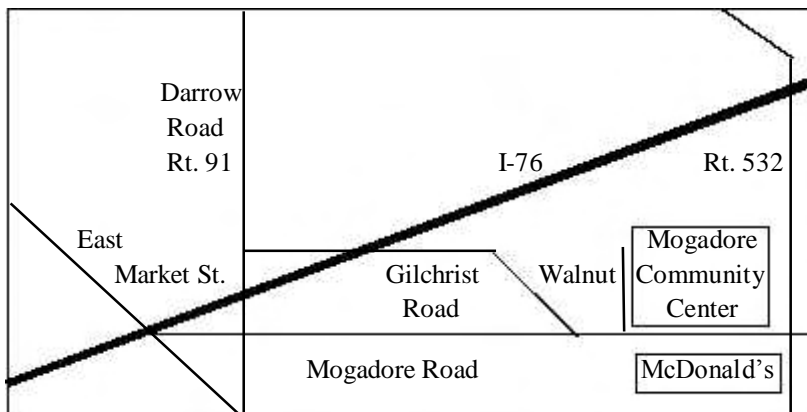 Darrow
Road
Rt. 91
I-76
Rt. 532
East
Market St.
Gilchrist
Road
Walnut
Mogadore
Community
Center
Mogadore Road
McDonald's